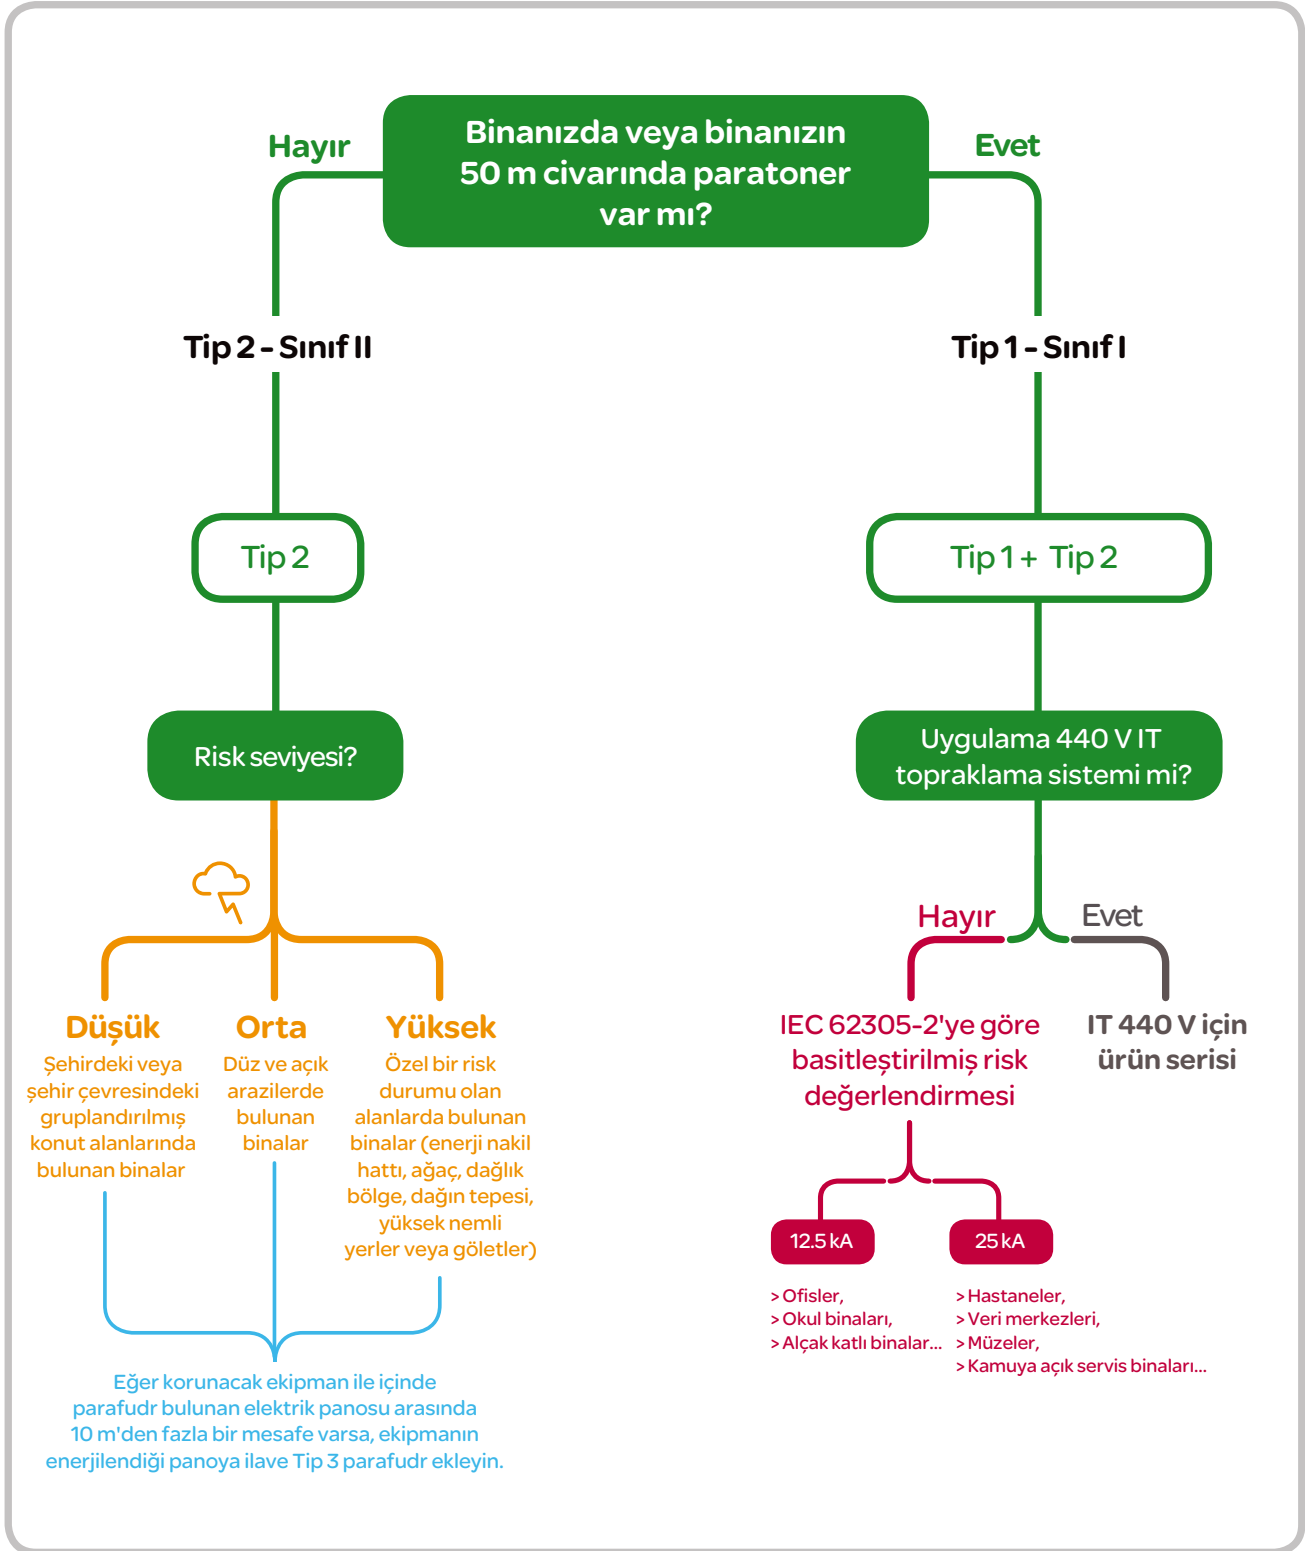 Binanızda veya binanızın
50 m civarında paratoner
var mı?
Hayır
Evet
Tip 2 - Sınıf II
Tip 1 - Sınıf I
Tip 2
Tip 1 + Tip 2
Risk seviyesi?
Uygulama 440 V IT
topraklama sistemi mi?
Hayır
Evet
Düşük
Şehirdeki veya
şehir çevresindeki
gruplandırılmış
konut alanlarında
bulunan binalar
Orta
Düz ve açık
arazilerde
bulunan
binalar
Yüksek
Özel bir risk
durumu olan
alanlarda bulunan
binalar (enerji nakil
hattı, ağaç, dağlık
bölge, dağın tepesi,
yüksek nemli
yerler veya göletler)
IEC 62305-2'ye göre
basitleştirilmiş risk
değerlendirmesi
IT 440 V için
ürün serisi
12.5 kA
25 kA
> Ofisler,
> Okul binaları,
> Alçak katlı binalar...
> Hastaneler,
> Veri merkezleri,
> Müzeler,
> Kamuya açık servis binaları...
Eğer korunacak ekipman ile içinde
parafudr bulunan elektrik panosu arasında
10 m'den fazla bir mesafe varsa, ekipmanın
enerjilendiği panoya ilave Tip 3 parafudr ekleyin.